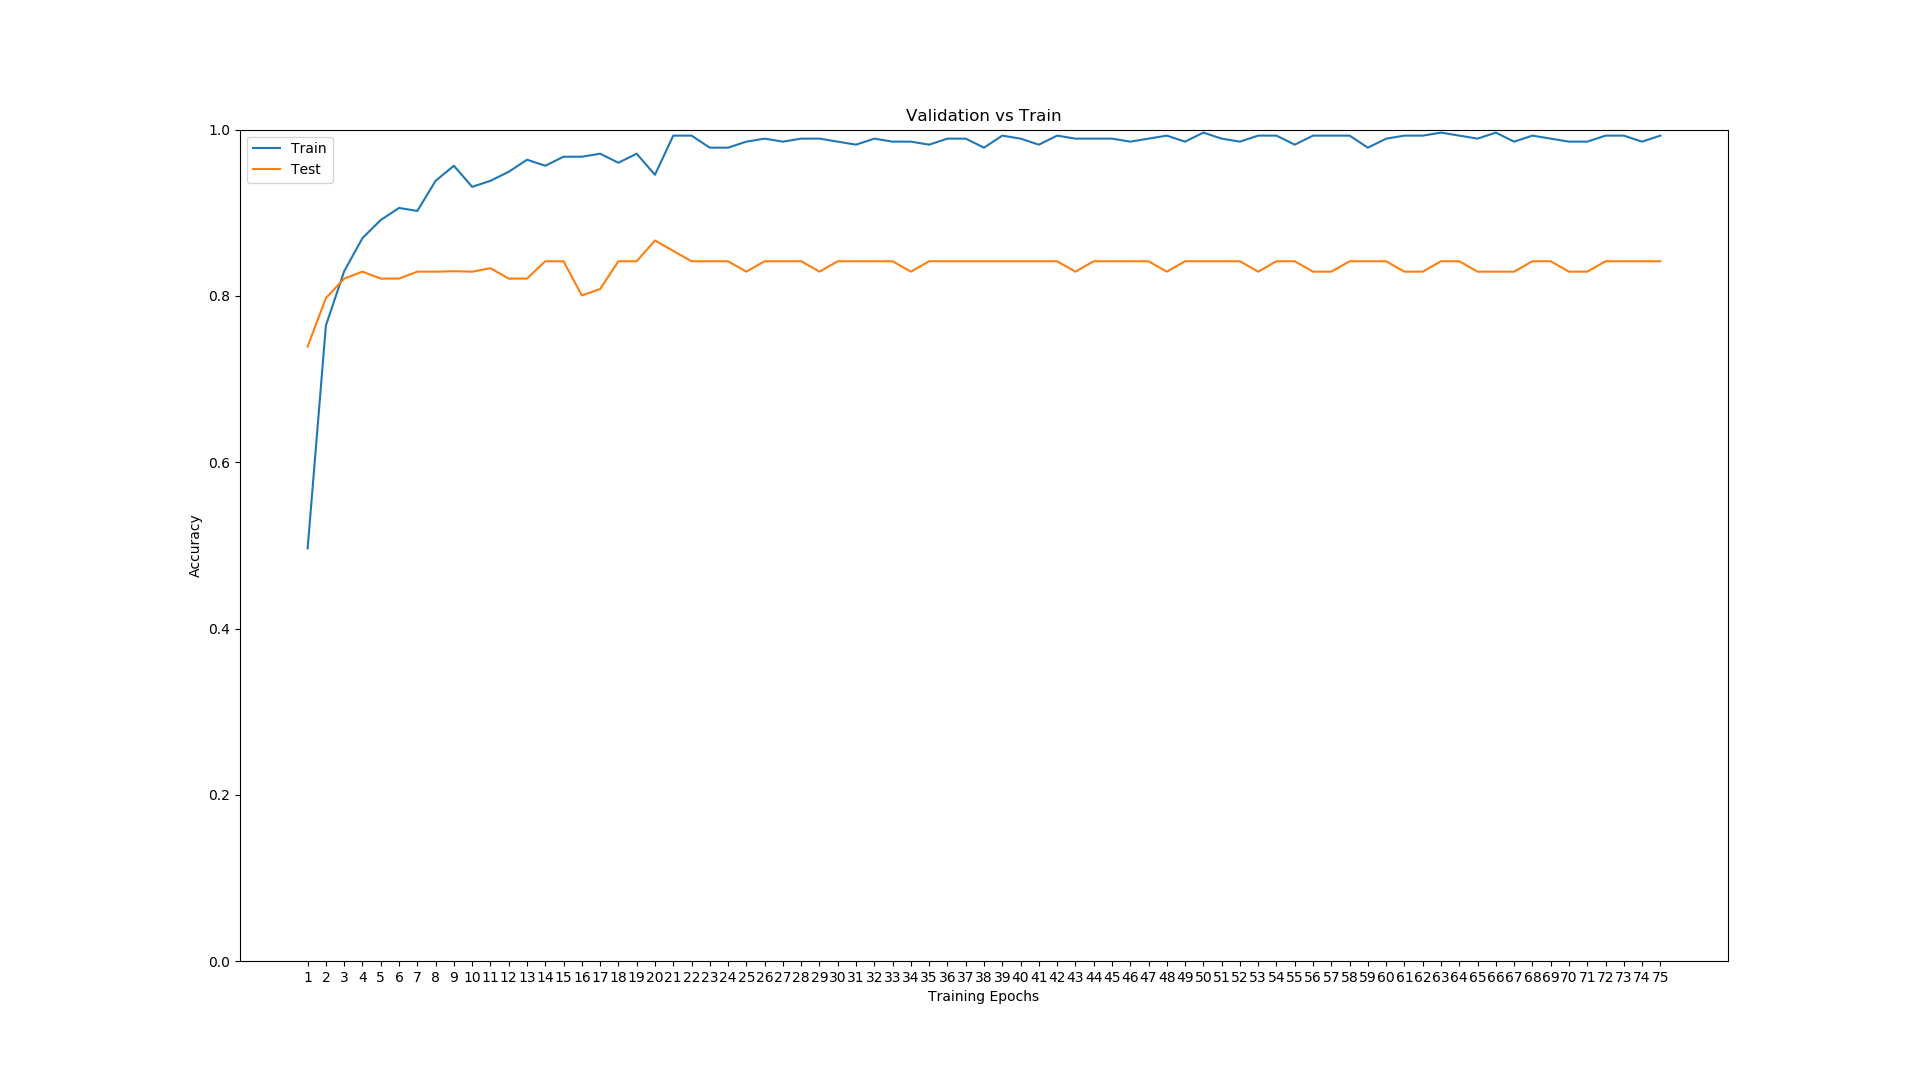 Validation vs Train
1.0
Train
Test
0.8
0.6
Accuracy
0.4
0.2
0.0
1 2 3 4 5 6 7 8 9 10 11 12 13 14 15 16 17 18 19 20 21 22 23 24 25 26 27 28 29 30 31 32 33 34 35 36 37 38 39 40 41 42 43 44 45 46 47 48 49 50 51 52 53 54 55 56 57 58 59 60 61 62 63 64 65 66 67 68 69 70 71 72 73 74 75
Training Epochs